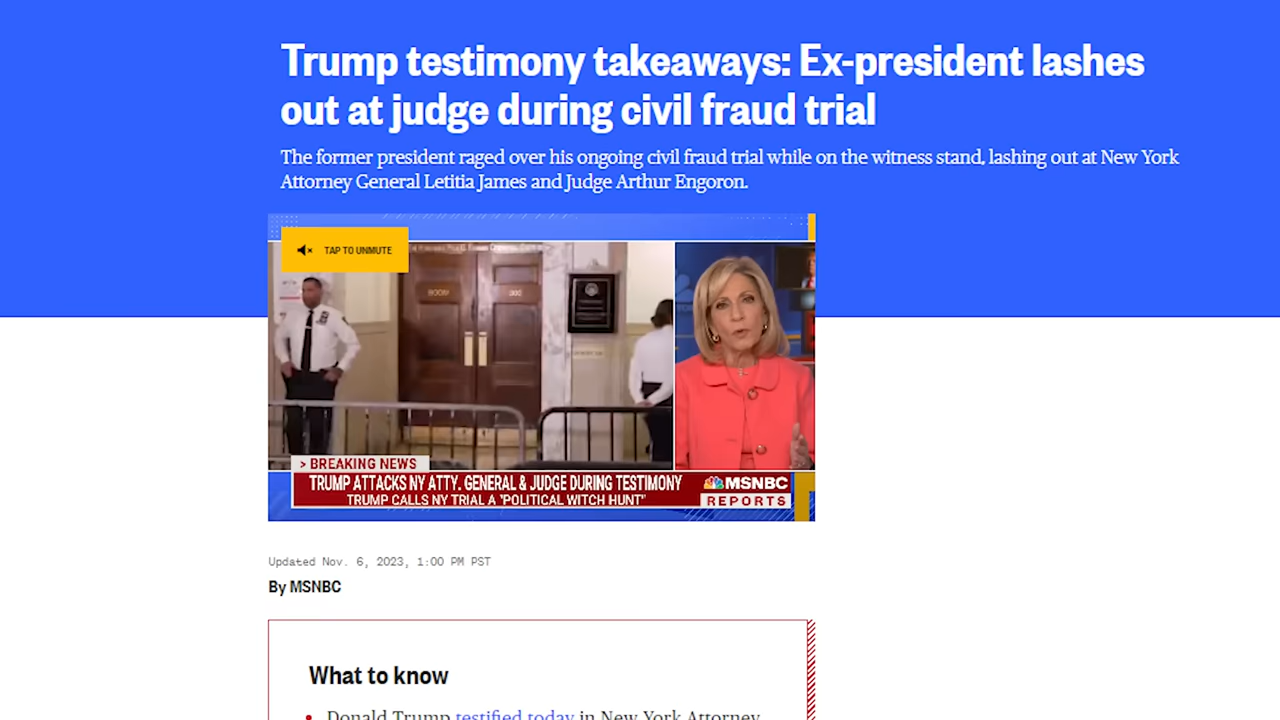 Trump testimony takeaways: Ex-president lashes
out at judge during civil fraud trial
The former president raged over his ongoing civil fraud trial while on the witness stand, lashing out at New York
Attorney General Letitia James and Judge Arthur Engoron.
TAP TO UNMUTE
ROOM 300
> BREAKING NEWS
TRUMP ATTACKS NY ATTY. GENERAL & JUDGE DURING TESTIMONY
TRUMP CALLS NY TRIAL A "POLITICAL WITCH HUNT"
MSNBC
REPORTS
Updated Nov. 6, 2023, 1:00 PM PST
By MSNBC
What to know
Donald Trump testified today in New York Attorney